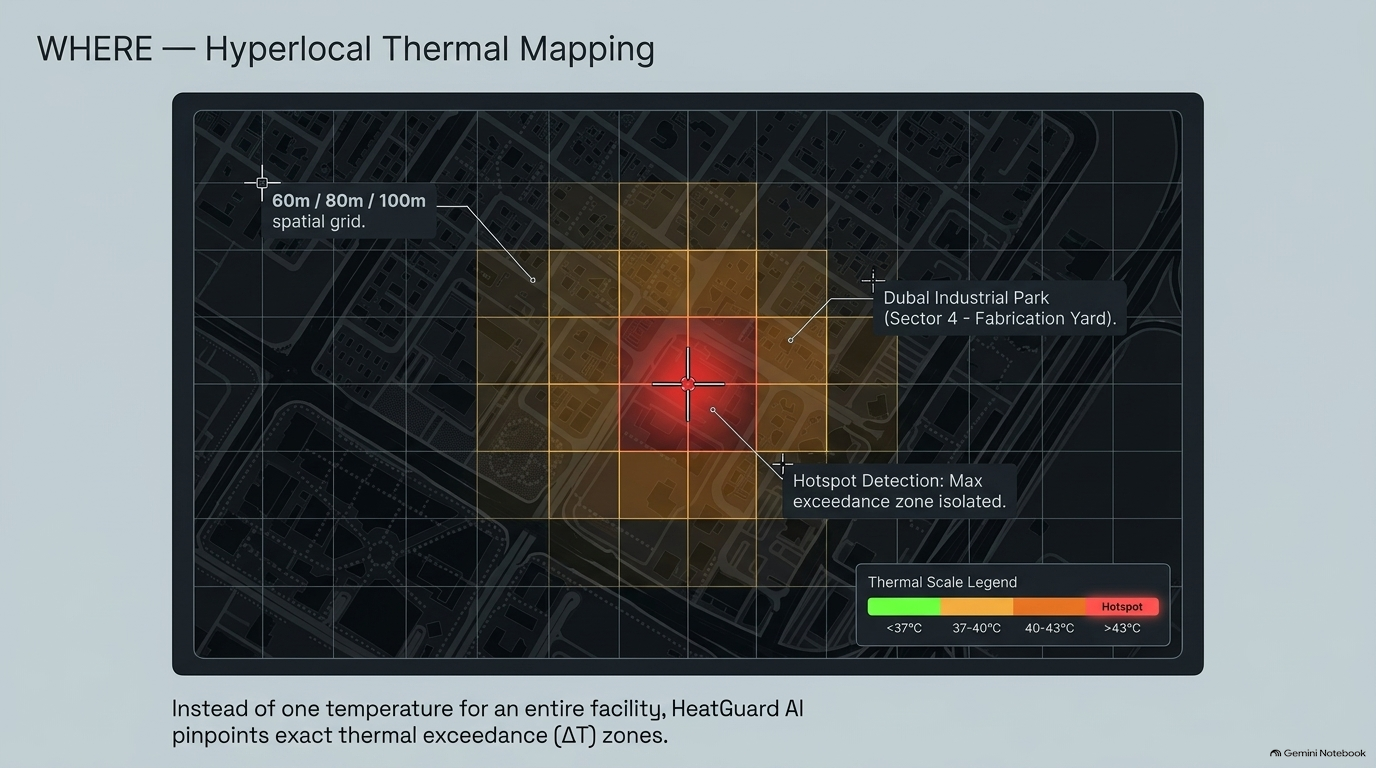 WHERE — Hyperlocal Thermal Mapping
60m / 80m / 100m
spatial grid.
Dubal Industrial Park
(Sector 4 - Fabrication Yard).
Hotspot Detection: Max
exceedance zone isolated.
Thermal Scale Legend
Hotspot
<37°C 37-40°C 40-43°C >43°C
Instead of one temperature for an entire facility, HeatGuard AI
pinpoints exact thermal exceedance (ΔT) zones.
Gemini Notebook